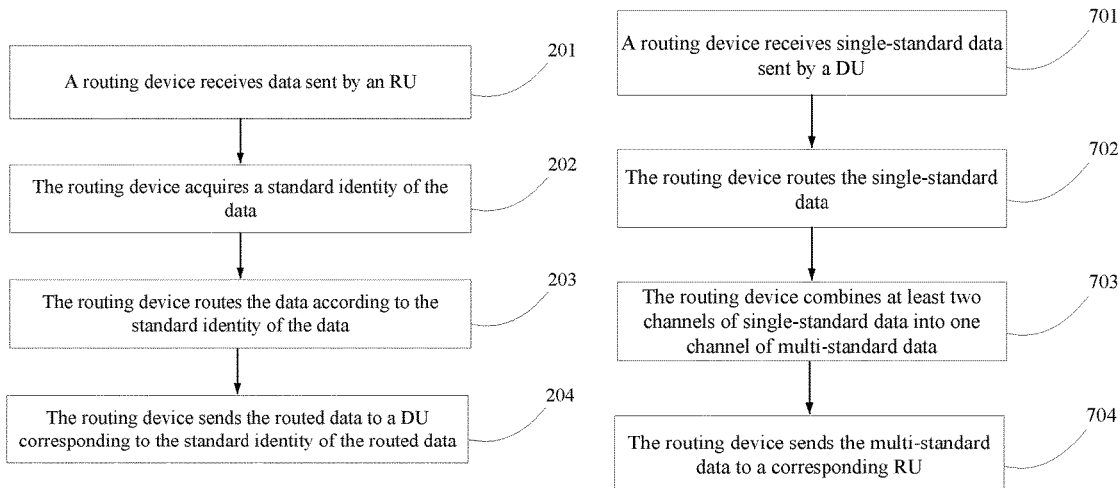 201
A routing device receives data sent by an RU
202
The routing device acquires a standard identity of the
data
203
The routing device routes the data according to the
standard identity of the data
204
The routing device sends the routed data to a DU
corresponding to the standard identity of the routed data
701
A routing device receives single-standard data
sent by a DU
702
The routing device routes the single-standard
data
703
The routing device combines at least two
channels of single-standard data into one
channel of multi-standard data
704
The routing device sends the multi-standard
data to a corresponding RU